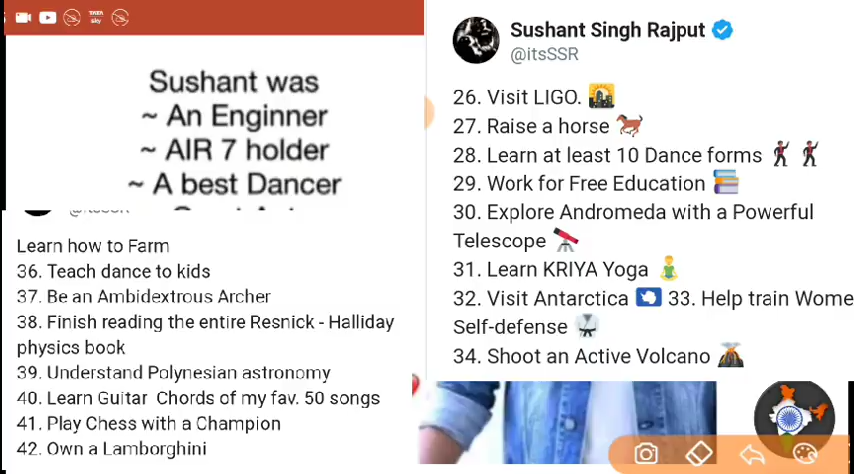 TATA
sky
Sushant was
~ An Enginner
~ AIR 7 holder
~ A best Dancer
Learn how to Farm
36. Teach dance to kids
37. Be an Ambidextrous Archer
38. Finish reading the entire Resnick - Halliday
physics book
39. Understand Polynesian astronomy
40. Learn Guitar Chords of my fav. 50 songs
41. Play Chess with a Champion
42. Own a Lamborghini
Sushant Singh Rajput
@itsSSR
26. Visit LIGO.
27. Raise a horse
28. Learn at least 10 Dance forms
29. Work for Free Education
30. Explore Andromeda with a Powerful
Telescope
31. Learn KRIYA Yoga
32. Visit Antarctica 33. Help train Wome
Self-defense
34. Shoot an Active Volcano